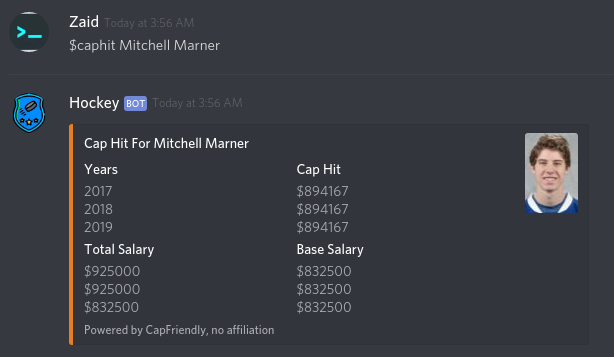 >_
Zaid Today at 3:56 AM
$caphit Mitchell Marner
Hockey BOT Today at 3:56 AM
Cap Hit For Mitchell Marner
Years Cap Hit
2017 $894167
2018 $894167
2019 $894167
Total Salary Base Salary
$925000 $832500
$925000 $832500
$832500 $832500
Powered by CapFriendly, no affiliation